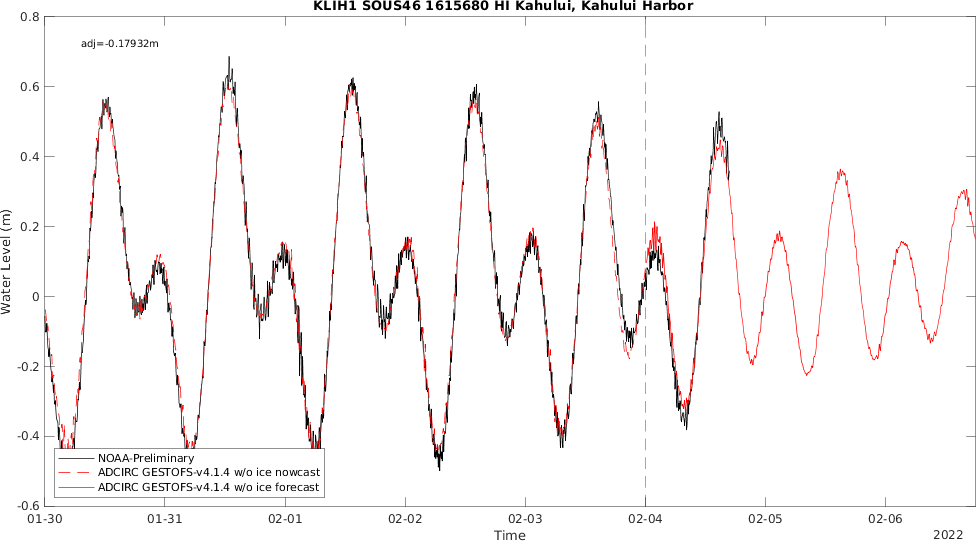 KLIH1 SOUS46 1615680 HI Kahului, Kahului Harbor
adj=-0.17932m
Water Level (m)
0.8
0.6
0.4
0.2
0
-0.2
-0.4
-0.6
NOAA-Preliminary
ADCIRC GESTOFS-v4.1.4 w/o ice nowcast
ADCIRC GESTOFS-v4.1.4 w/o ice forecast
01-30 01-31 02-01 02-02 02-03 02-04 02-05 02-06
Time
2022